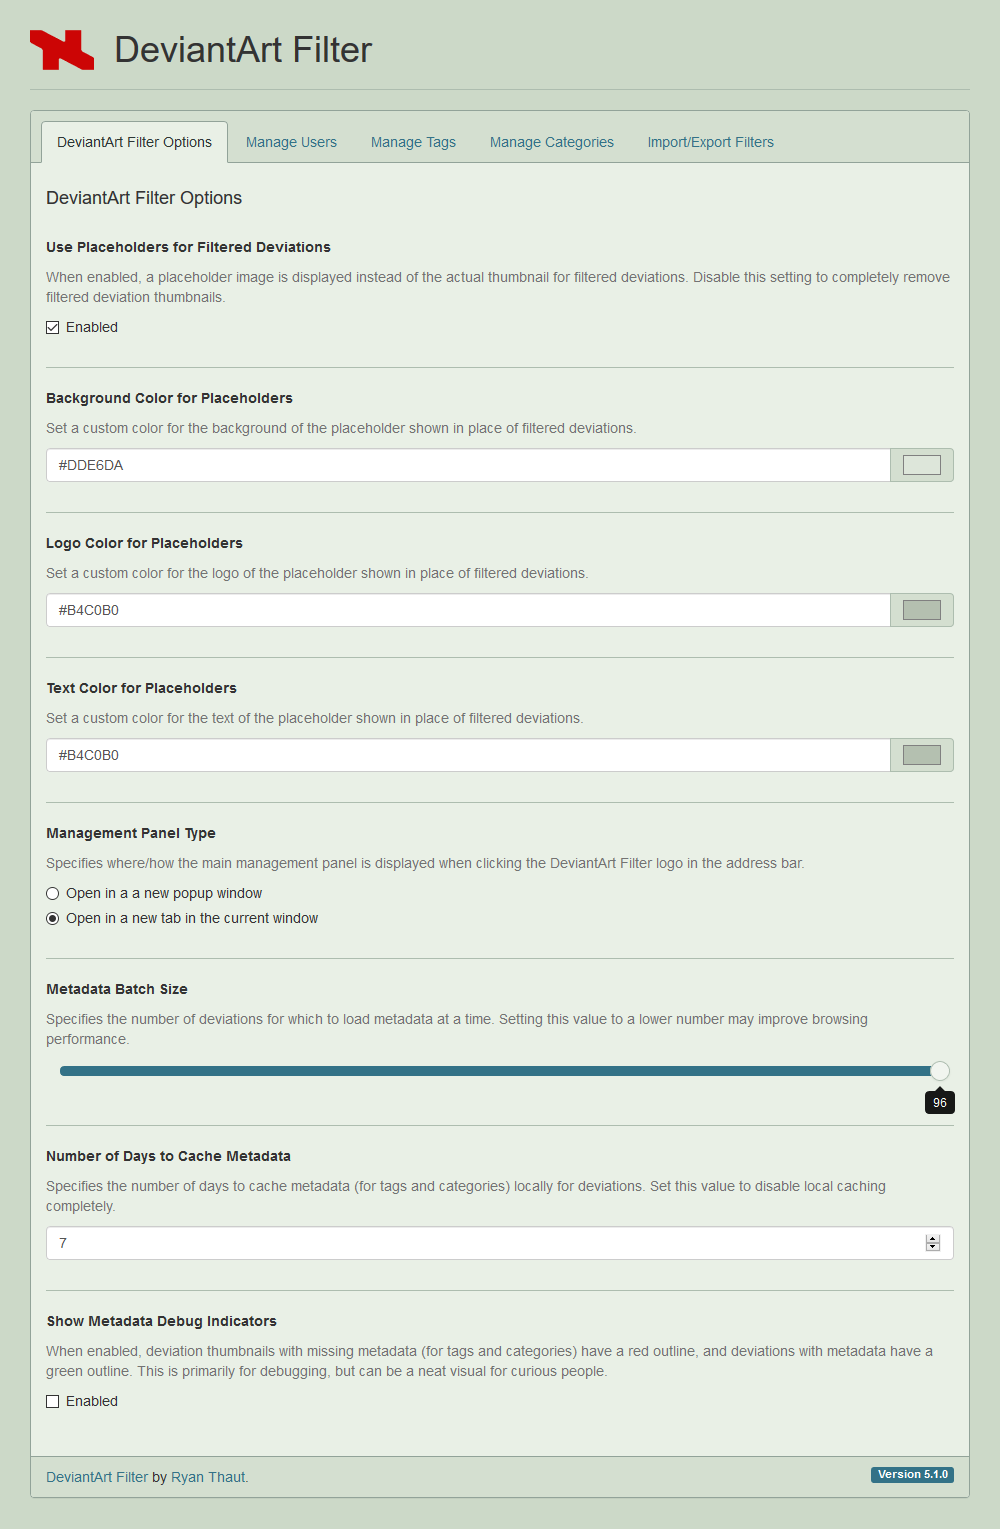 DeviantArt Filter
DeviantArt Filter Options
Manage Users
Manage Tags
Manage Categories
Import/Export Filters
DeviantArt Filter Options
Use Placeholders for Filtered Deviations
When enabled, a placeholder image is displayed instead of the actual thumbnail for filtered deviations. Disable this setting to completely remove
filtered deviation thumbnails.
Enabled
Background Color for Placeholders
Set a custom color for the background of the placeholder shown in place of filtered deviations.
#DDE6DA
Logo Color for Placeholders
Set a custom color for the logo of the placeholder shown in place of filtered deviations.
#B4C0B0
Text Color for Placeholders
Set a custom color for the text of the placeholder shown in place of filtered deviations.
#B4C0B0
Management Panel Type
Specifies where/how the main management panel is displayed when clicking the DeviantArt Filter logo in the address bar.
Open in a a new popup window
Open in a new tab in the current window
Metadata Batch Size
Specifies the number of deviations for which to load metadata at a time. Setting this value to a lower number may improve browsing
performance.
96
Number of Days to Cache Metadata
Specifies the number of days to cache metadata (for tags and categories) locally for deviations. Set this value to disable local caching
completely.
7
Show Metadata Debug Indicators
When enabled, deviation thumbnails with missing metadata (for tags and categories) have a red outline, and deviations with metadata have a
green outline. This is primarily for debugging, but can be a neat visual for curious people.
Enabled
DeviantArt Filter by Ryan Thaut.
Version 5.1.0